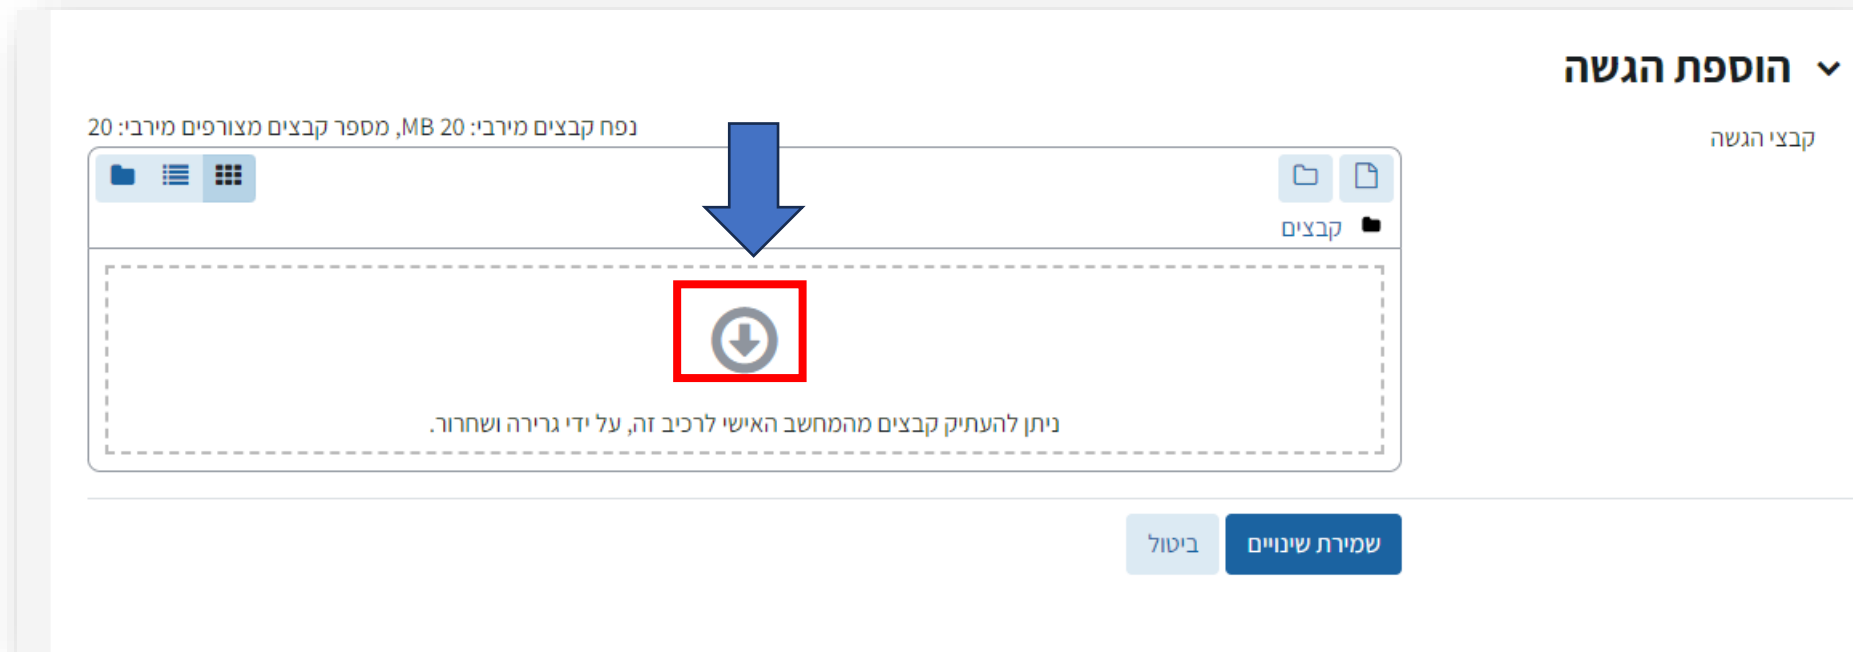 הוספת הגשה
קבצי הגשה
נפח קבצים מירבי: 20 MB, מספר קבצים מצורפים מירבי: 20
קבצים
ניתן להעתיק קבצים מהמחשב האישי לרכיב זה, על ידי גרירה ושחרור.
שמירת שינויים
ביטול